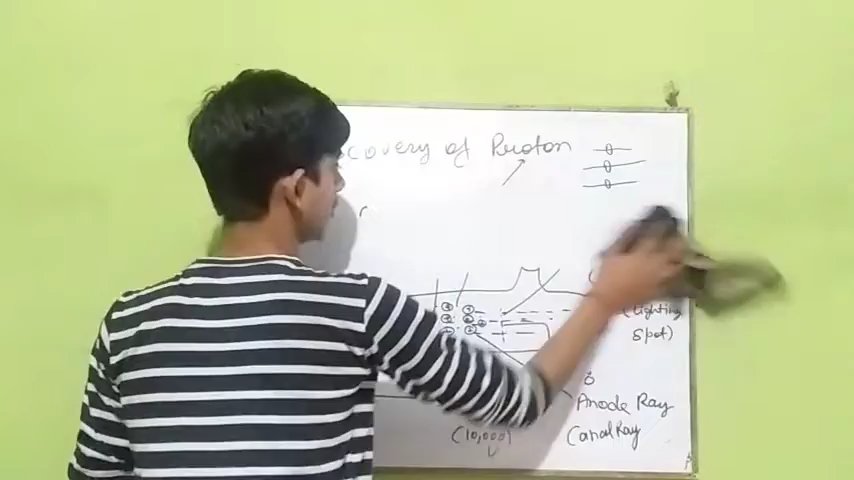 covery of Proton
(lighting
spot)
Anode Ray
(10,000)
V
Canal Ray